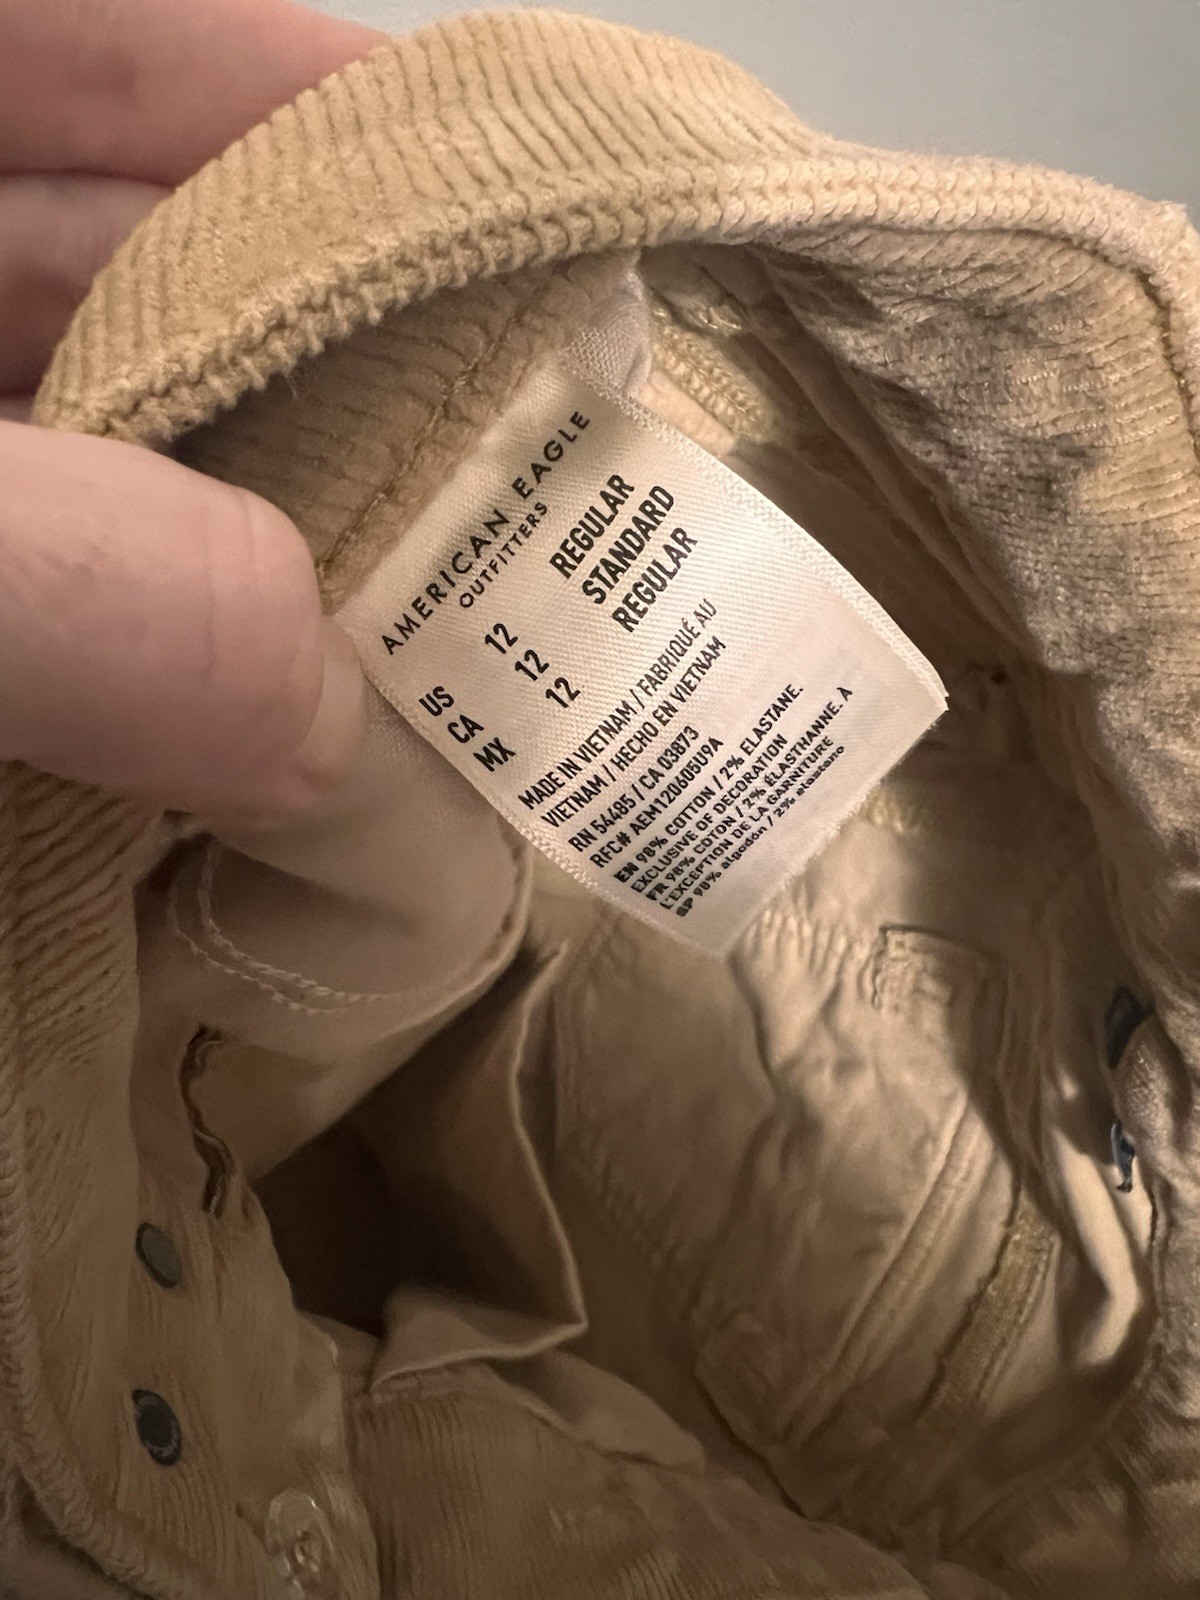 AMERICAN EAGLE
OUTFITTERS
US 12 REGULAR
CA 12 STANDARD
MX 12 REGULAR
MADE IN VIETNAM / FABRIQUÉ AU
VIETNAM / HECHO EN VIETNAM
RN 54485 / CA 03873
RFC# AEM120605U9A
EN 98% COTTON / 2% ELASTANE.
EXCLUSIVE OF DECORATION
FR 98% COTON / 2% ÉLASTHANNE. À
L'EXCEPTION DE LA GARNITURE
SP 98% algodón / 2% elastano